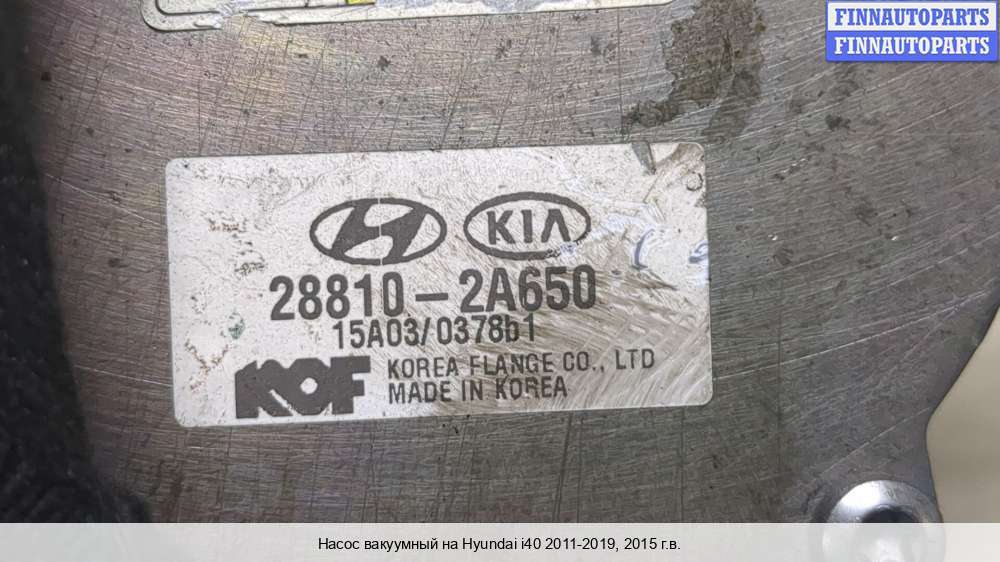 FINNAUTOPARTS
FINNAUTOPARTS
KIA
28810-2A650
15A03/0378b1
KOF KOREA FLANGE CO., LTD
MADE IN KOREA
Насос вакуумный на Hyundai i40 2011-2019, 2015 г.в.